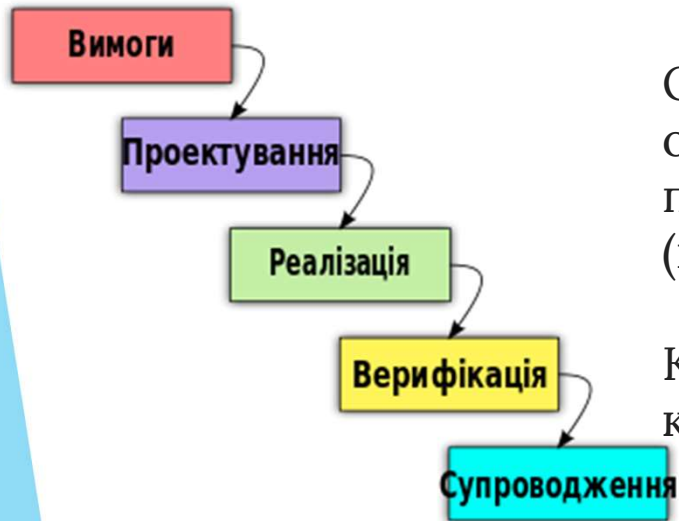 Вимоги
Проектування
Реалізація
Верифікація
Супроводження